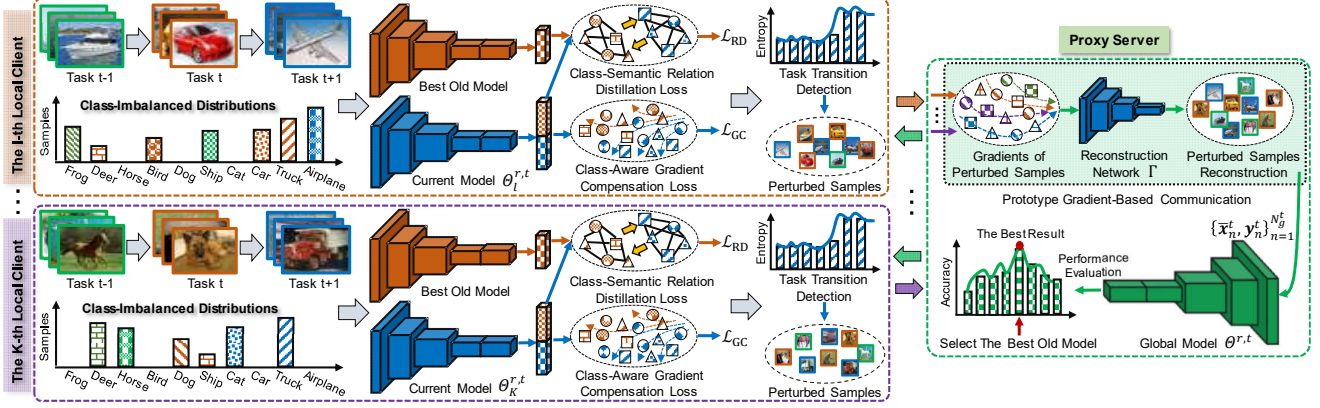 The l-th Local Client
Task t-1
Task t
Task t+1
Class-Imbalanced Distributions
Samples
Frog
Deer
Horse
Bird
Dog
Ship
Cat
Car
Truck
Airplane
Best Old Model
Current Model Θ_l^{r,t}
Class-Semantic Relation
Distillation Loss
ℒ_RD
Class-Aware Gradient
Compensation Loss
ℒ_GC
Entropy
Task Transition
Detection
Perturbed Samples
The K-th Local Client
Task t-1
Task t
Task t+1
Class-Imbalanced Distributions
Samples
Frog
Deer
Horse
Bird
Dog
Ship
Cat
Car
Truck
Airplane
Best Old Model
Current Model Θ_K^{r,t}
Class-Semantic Relation
Distillation Loss
ℒ_RD
Class-Aware Gradient
Compensation Loss
ℒ_GC
Entropy
Task Transition
Detection
Perturbed Samples
Proxy Server
Gradients of
Perturbed Samples
Reconstruction
Network Γ
Perturbed Samples
Reconstruction
Prototype Gradient-Based Communication
{x̅_n^t, y_n^t}_{n=1}^{N_g^t}
The Best Result
Performance
Evaluation
Accuracy
Select The Best Old Model
Global Model Θ^{r,t}